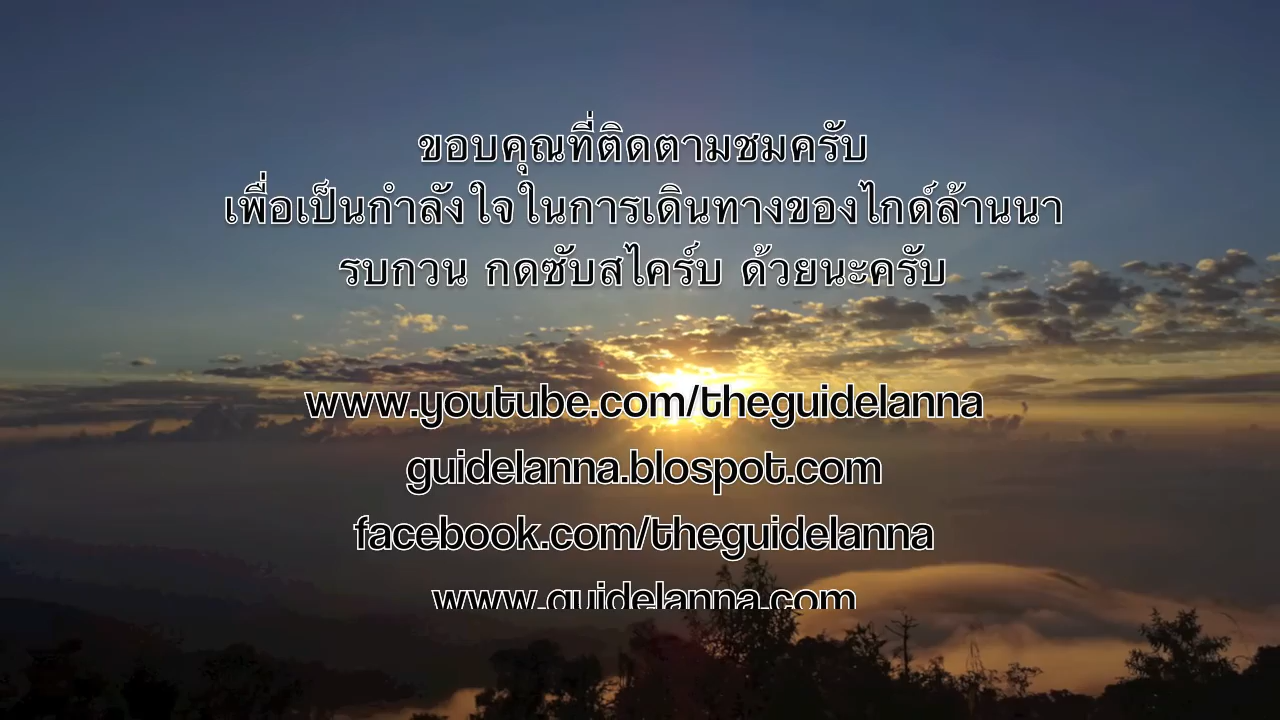 ขอบคุณที่ติดตามชมครับ
เพื่อเป็นกำลังใจในการเดินทางของไกด์ล้านนา
รบกวน กดซับสไคร์บ ด้วยนะครับ
www.youtube.com/theguidelanna
guidelanna.blospot.com
facebook.com/theguidelanna
www.guidelanna.com